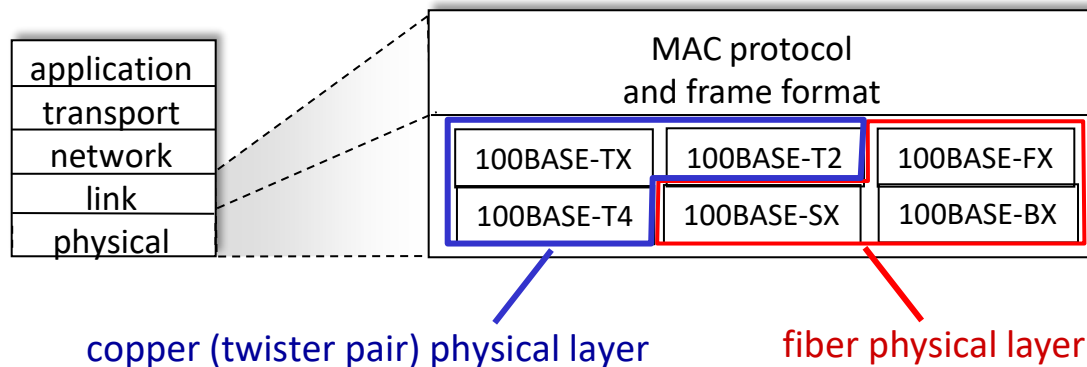 application
transport
network
link
physical
MAC protocol
and frame format
100BASE-TX
100BASE-T2
100BASE-FX
100BASE-T4
100BASE-SX
100BASE-BX
copper (twister pair) physical layer
fiber physical layer